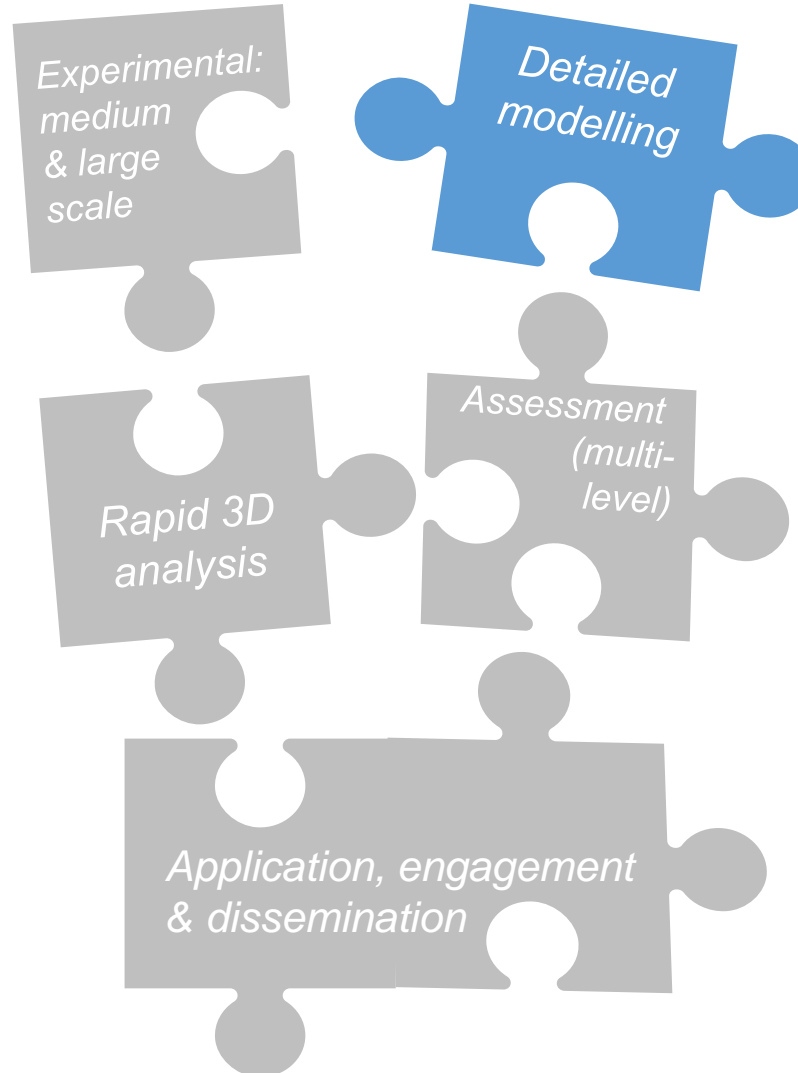 Experimental:
medium
& large
scale
Detailed
modelling
Rapid 3D
analysis
Assessment
(multi-
level)
Application, engagement
& dissemination